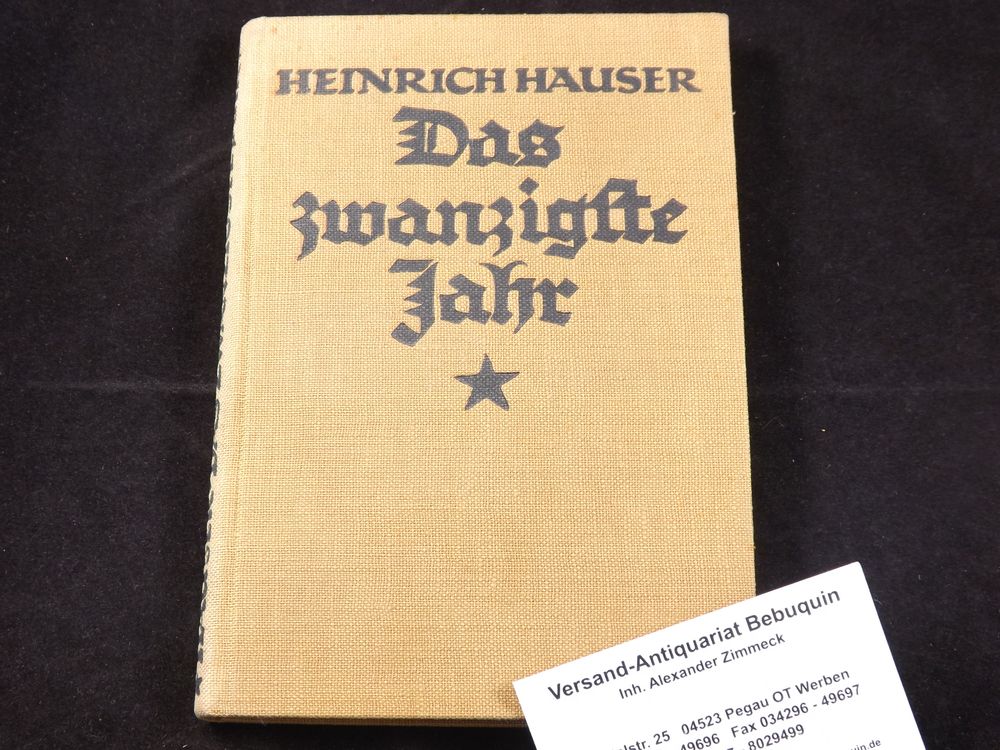 HEINRICH HAUSER
Das
zwanzigste
Jahr
Versand-Antiquariat Bebuquin
Inh. Alexander Zimmeck
25 04523 Pegau OT Werben
49696 Fax 034296 - 49697
- 8029499